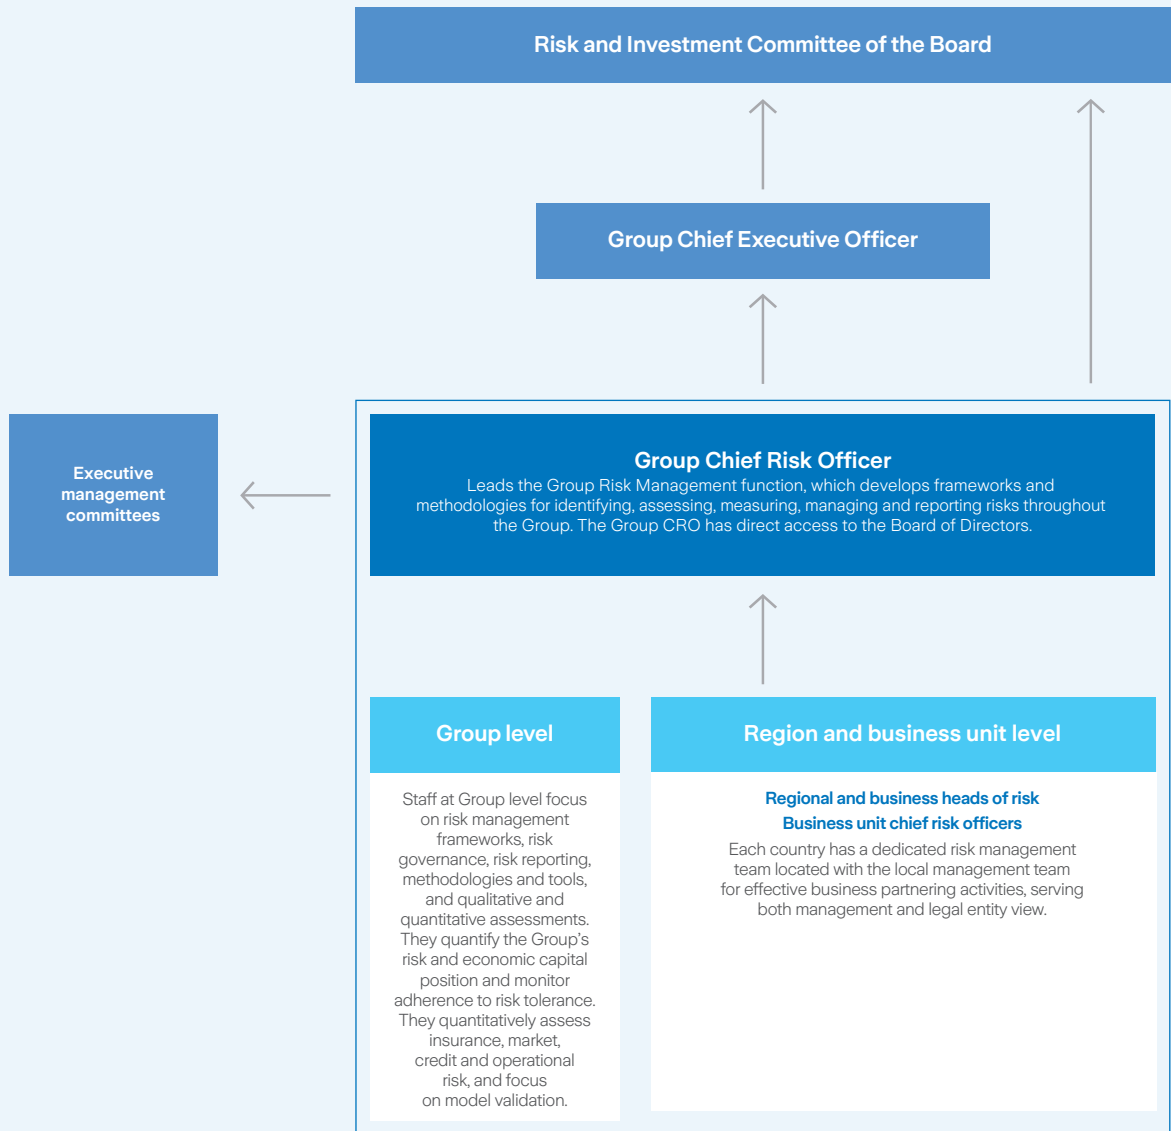 Risk and Investment Committee of the Board
Group Chief Executive Officer
Executive
management
committees
Group Chief Risk Officer
Leads the Group Risk Management function, which develops frameworks and
methodologies for identifying, assessing, measuring, managing and reporting risks throughout
the Group. The Group CRO has direct access to the Board of Directors.
Group level
Staff at Group level focus
on risk management
frameworks, risk
governance, risk reporting,
methodologies and tools,
and qualitative and
quantitative assessments.
They quantify the Group’s
risk and economic capital
position and monitor
adherence to risk tolerance.
They quantitatively assess
insurance, market,
credit and operational
risk, and focus
on model validation.
Region and business unit level
Regional and business heads of risk
Business unit chief risk officers
Each country has a dedicated risk management
team located with the local management team
for effective business partnering activities, serving
both management and legal entity view.